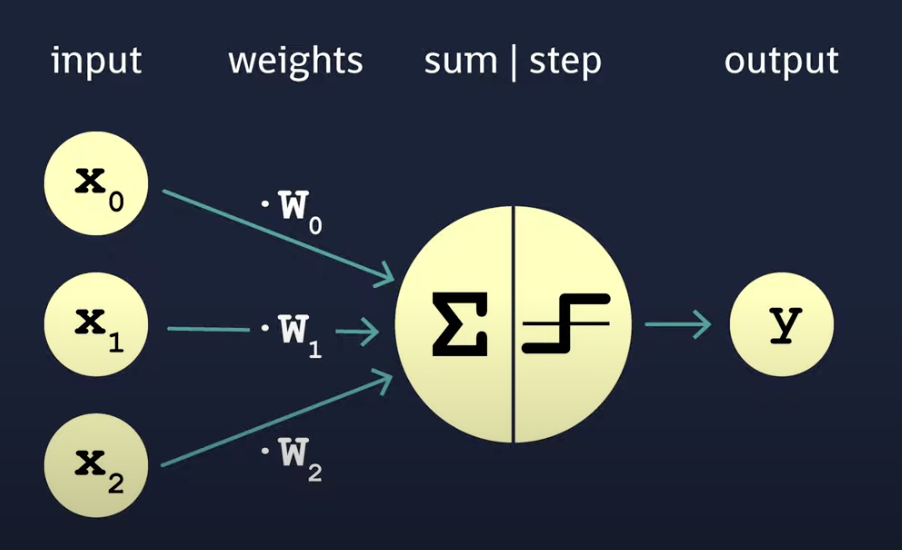 input weights sum | step output
x0
·W0
x1
·W1
Σ
y
x2
·W2